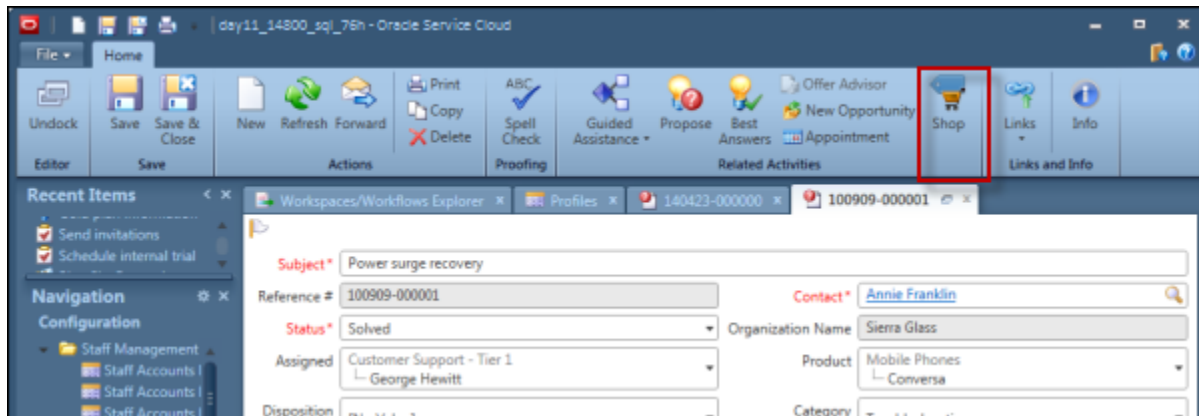 day11_14800_sql_76h - Oracle Service Cloud
File
Home
Undock
Save
Save & Close
New
Refresh
Forward
Print
Copy
Delete
ABC
Spell Check
Guided Assistance
Propose
Best Answers
Offer Advisor
New Opportunity
Appointment
Shop
Links
Info
Editor
Save
Actions
Proofing
Related Activities
Links and Info
Recent Items
Send invitations
Schedule internal trial
Navigation
Configuration
Staff Management
Staff Accounts
Staff Accounts
Staff Accounts
Workspaces/Workflows Explorer
Profiles
140423-000000
100909-000001
Subject* Power surge recovery
Reference # 100909-000001
Contact* Annie Franklin
Status* Solved
Organization Name Sierra Glass
Assigned Customer Support - Tier 1
George Hewitt
Product Mobile Phones
Conversa
Disposition
Category